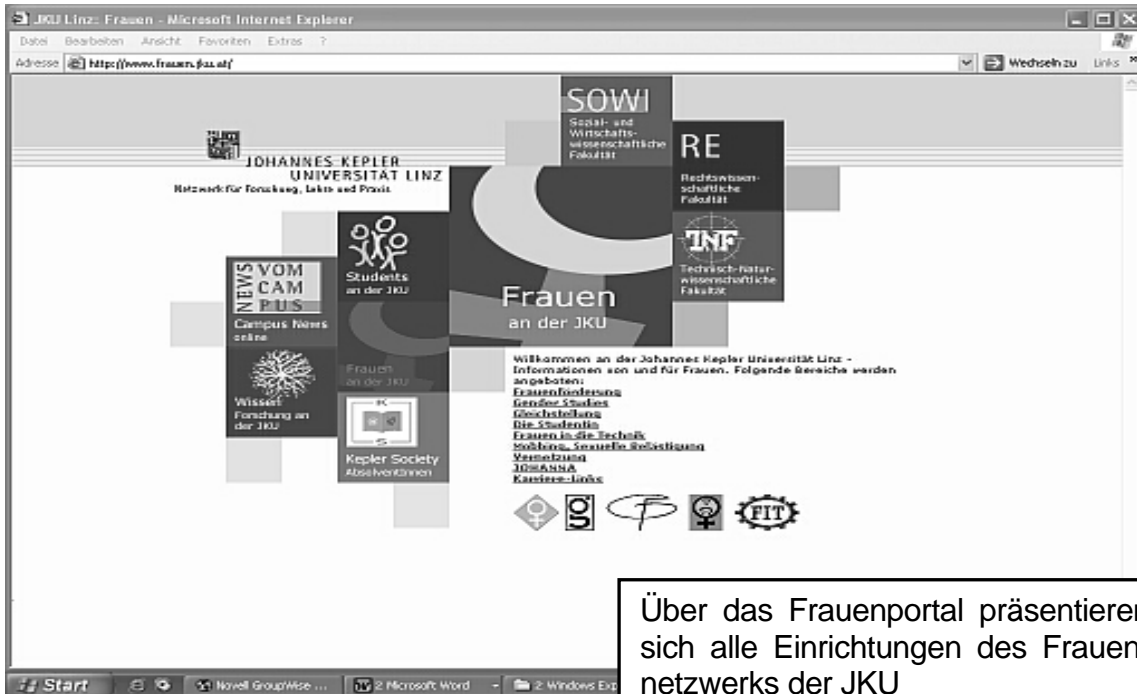 JKU Linz: Frauen - Microsoft Internet Explorer
Datei Bearbeiten Ansicht Favoriten Extras ?
Adresse http://www.frauen.jku.at/ Wechseln zu Links »
JOHANNES KEPLER
UNIVERSITÄT LINZ
Netzwerk für Forschung, Lehre und Praxis
SOWI
Sozial- und
Wirtschafts-
wissenschaftliche
Fakultät
RE
Rechtswissen-
schaftliche
Fakultät
TNF
Technisch-Natur-
wissenschaftliche
Fakultät
Students
an der JKU
NEWS
VOM
CAM
PUS
Campus News
online
Frauen
an der JKU
Frauen
an der JKU
Wissen
Forschung an
der JKU
K
S
Kepler Society
AbsolventInnen
Willkommen an der Johannes Kepler Universität Linz -
Informationen von und für Frauen. Folgende Bereiche werden
angeboten:
Frauenförderung
Gender Studies
Gleichstellung
Die Studentin
Frauen in die Technik
Mobbing, Sexuelle Belästigung
Vernetzung
JOHANNA
Karriere-Links
FIT
Über das Frauenportal präsentieren
sich alle Einrichtungen des Frauen
netzwerks der JKU
Start Novell GroupWise ... 2 Microsoft Word 2 Windows Exp